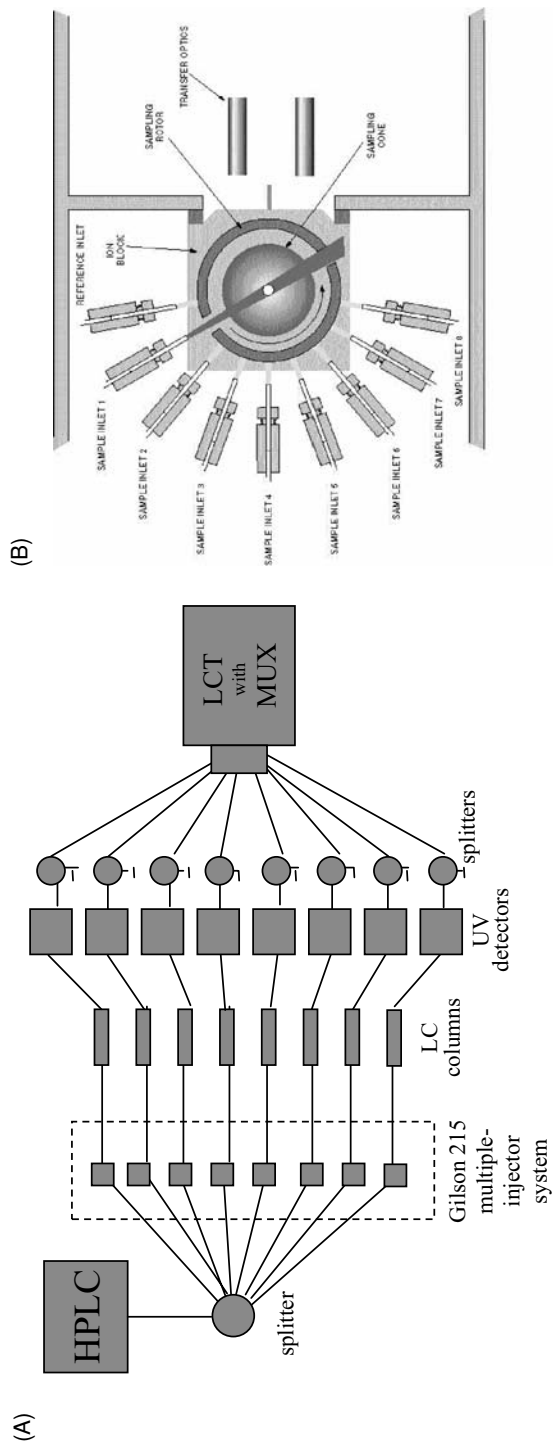 (A)
HPLC
splitter
Gilson 215
multiple-
injector
system
LC
columns
UV
detectors
splitters
LCT
with
MUX
(B)
REFERENCE INLET
ION
BLOCK
SAMPLING
ROTOR
TRANSFER OPTICS
SAMPLING
CONE
SAMPLE INLET 1
SAMPLE INLET 2
SAMPLE INLET 3
SAMPLE INLET 4
SAMPLE INLET 5
SAMPLE INLET 6
SAMPLE INLET 7
SAMPLE INLET 8